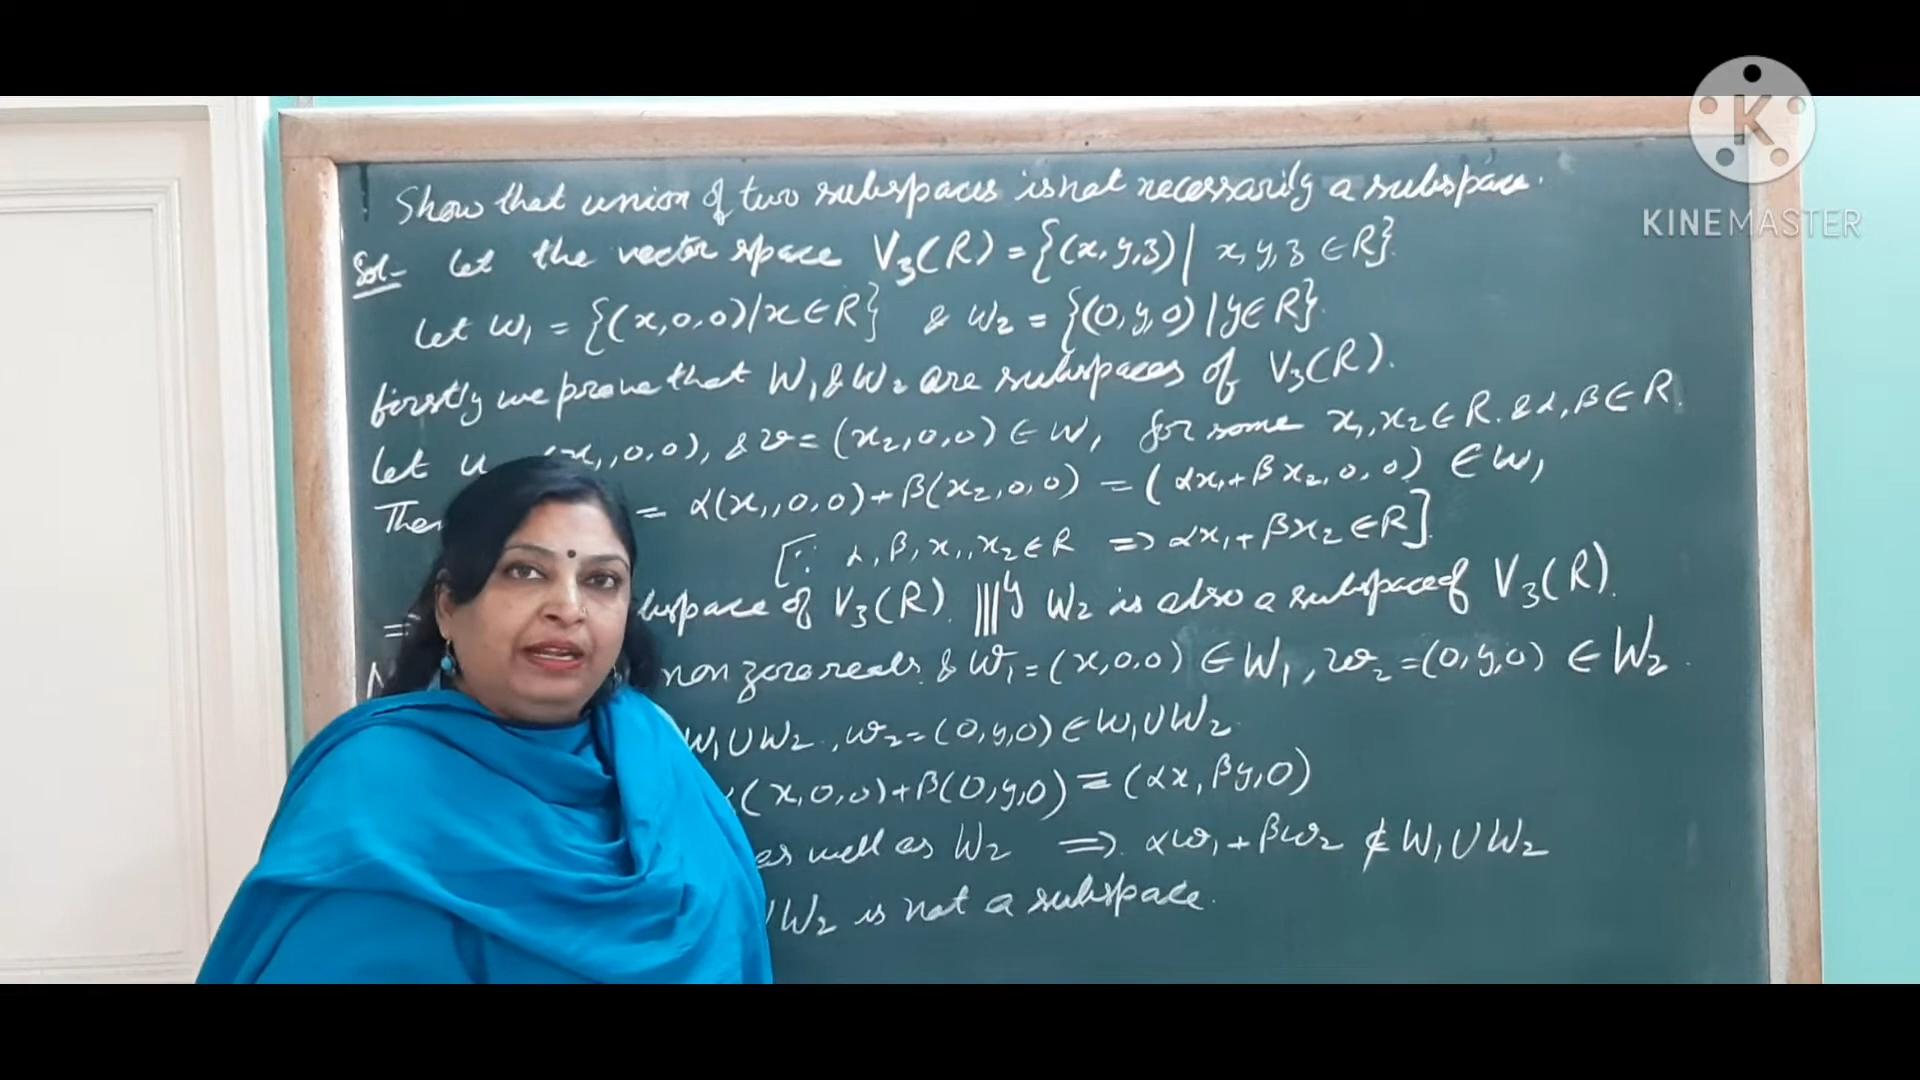 Show that union of two subspaces is not necessarily a subspace.
Sol- Let the vector space V₃(R) = {(x,y,z) | x,y,z ∈ R}.
Let W₁ = {(x,0,0) | x ∈ R} & W₂ = {(0,y,0) | y ∈ R}.
firstly we prove that W₁ & W₂ are subspaces of V₃(R).
Let u (x₁,0,0), & v = (x₂,0,0) ∈ W₁ for some x₁,x₂ ∈ R. & α,β ∈ R.
Then = α(x₁,0,0)+β(x₂,0,0) = (αx₁+βx₂,0,0) ∈ W₁
[∵ α,β,x₁,x₂ ∈ R ⇒ αx₁+βx₂ ∈ R].
= of V₃(R). |||y W₂ is also a subspace of V₃(R).
non zero reals & w₁ = (x,0,0) ∈ W₁, w₂ = (0,y,0) ∈ W₂.
W₁∪W₂, w₂ = (0,y,0) ∈ W₁∪W₂
(x,0,0)+β(0,y,0) = (αx,βy,0)
as well as W₂ ⇒ αw₁+βw₂ ∉ W₁∪W₂
∪W₂ is not a subspace.
K
KINEMASTER